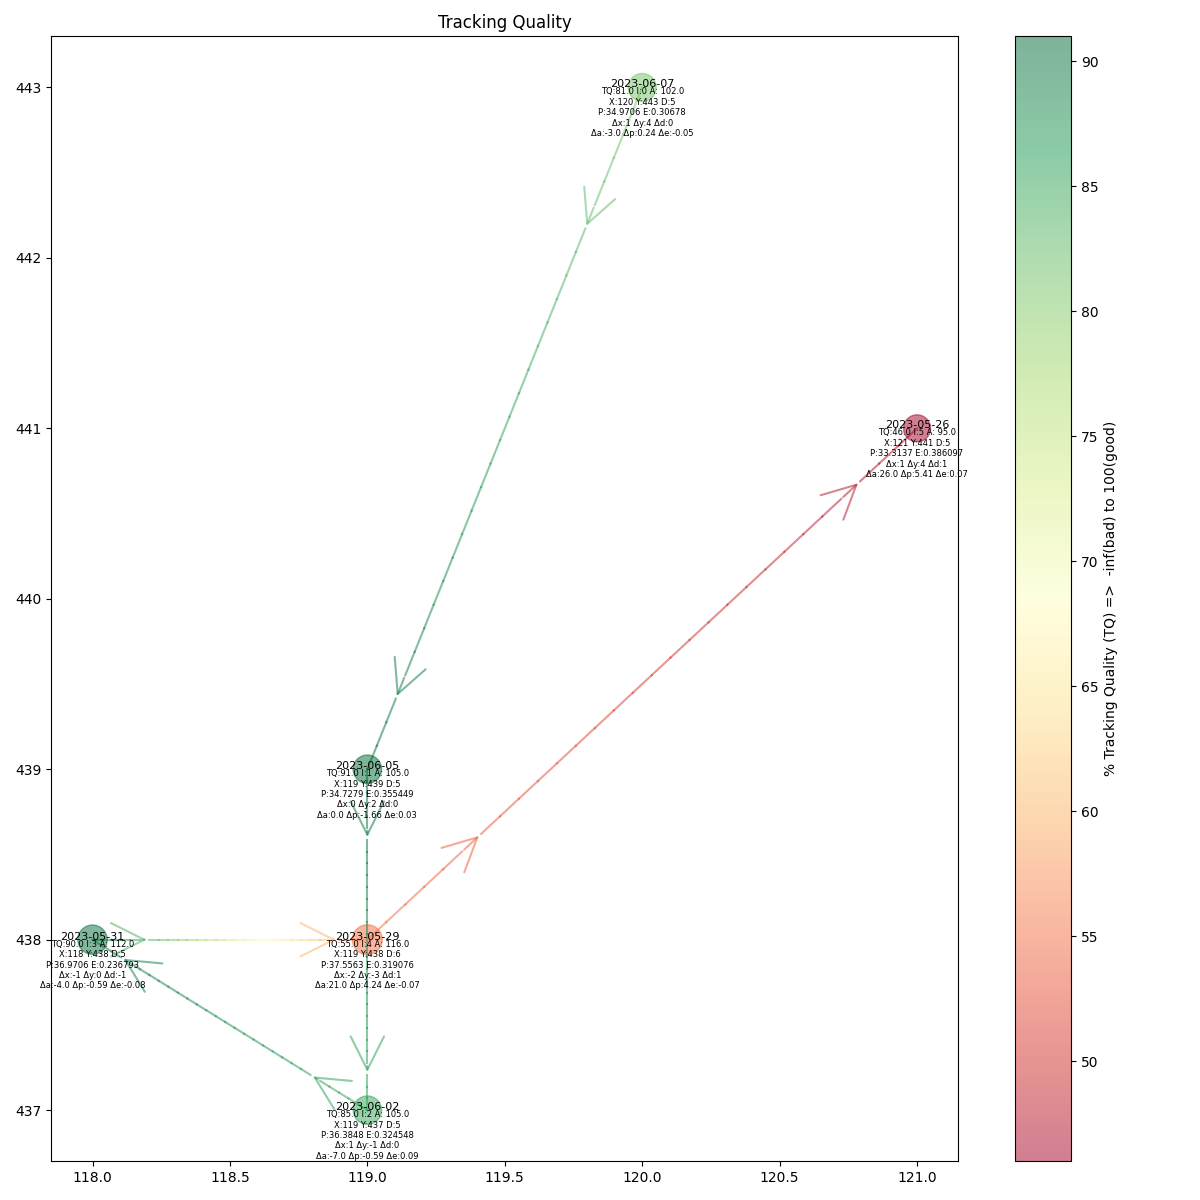 Tracking Quality
443
442
441
440
439
438
437
118.0
118.5
119.0
119.5
120.0
120.5
121.0
2023-06-07
TQ:81.0 I:0 A: 102.0
X:120 Y:443 D:5
P:34.9706 E:0.30678
Δx:1 Δy:4 Δd:0
Δa:-3.0 Δp:0.24 Δe:-0.05
2023-05-26
TQ:46.0 I:5 A: 95.0
X:121 Y:441 D:5
P:33.3137 E:0.386097
Δx:1 Δy:4 Δd:1
Δa:26.0 Δp:5.41 Δe:0.07
2023-06-05
TQ:91.0 I:1 A: 105.0
X:119 Y:439 D:5
P:34.7279 E:0.355449
Δx:0 Δy:2 Δd:0
Δa:0.0 Δp:-1.66 Δe:0.03
2023-05-31
TQ:90.0 I:3 A: 112.0
X:118 Y:438 D:5
P:36.9706 E:0.236793
Δx:-1 Δy:0 Δd:-1
Δa:-4.0 Δp:-0.59 Δe:-0.08
2023-05-29
TQ:55.0 I:4 A: 116.0
X:119 Y:438 D:6
P:37.5563 E:0.319076
Δx:-2 Δy:-3 Δd:1
Δa:21.0 Δp:4.24 Δe:-0.07
2023-06-02
TQ:85.0 I:2 A: 105.0
X:119 Y:437 D:5
P:36.3848 E:0.324548
Δx:1 Δy:-1 Δd:0
Δa:-7.0 Δp:-0.59 Δe:0.09
90
85
80
75
70
65
60
55
50
% Tracking Quality (TQ) => -inf(bad) to 100(good)